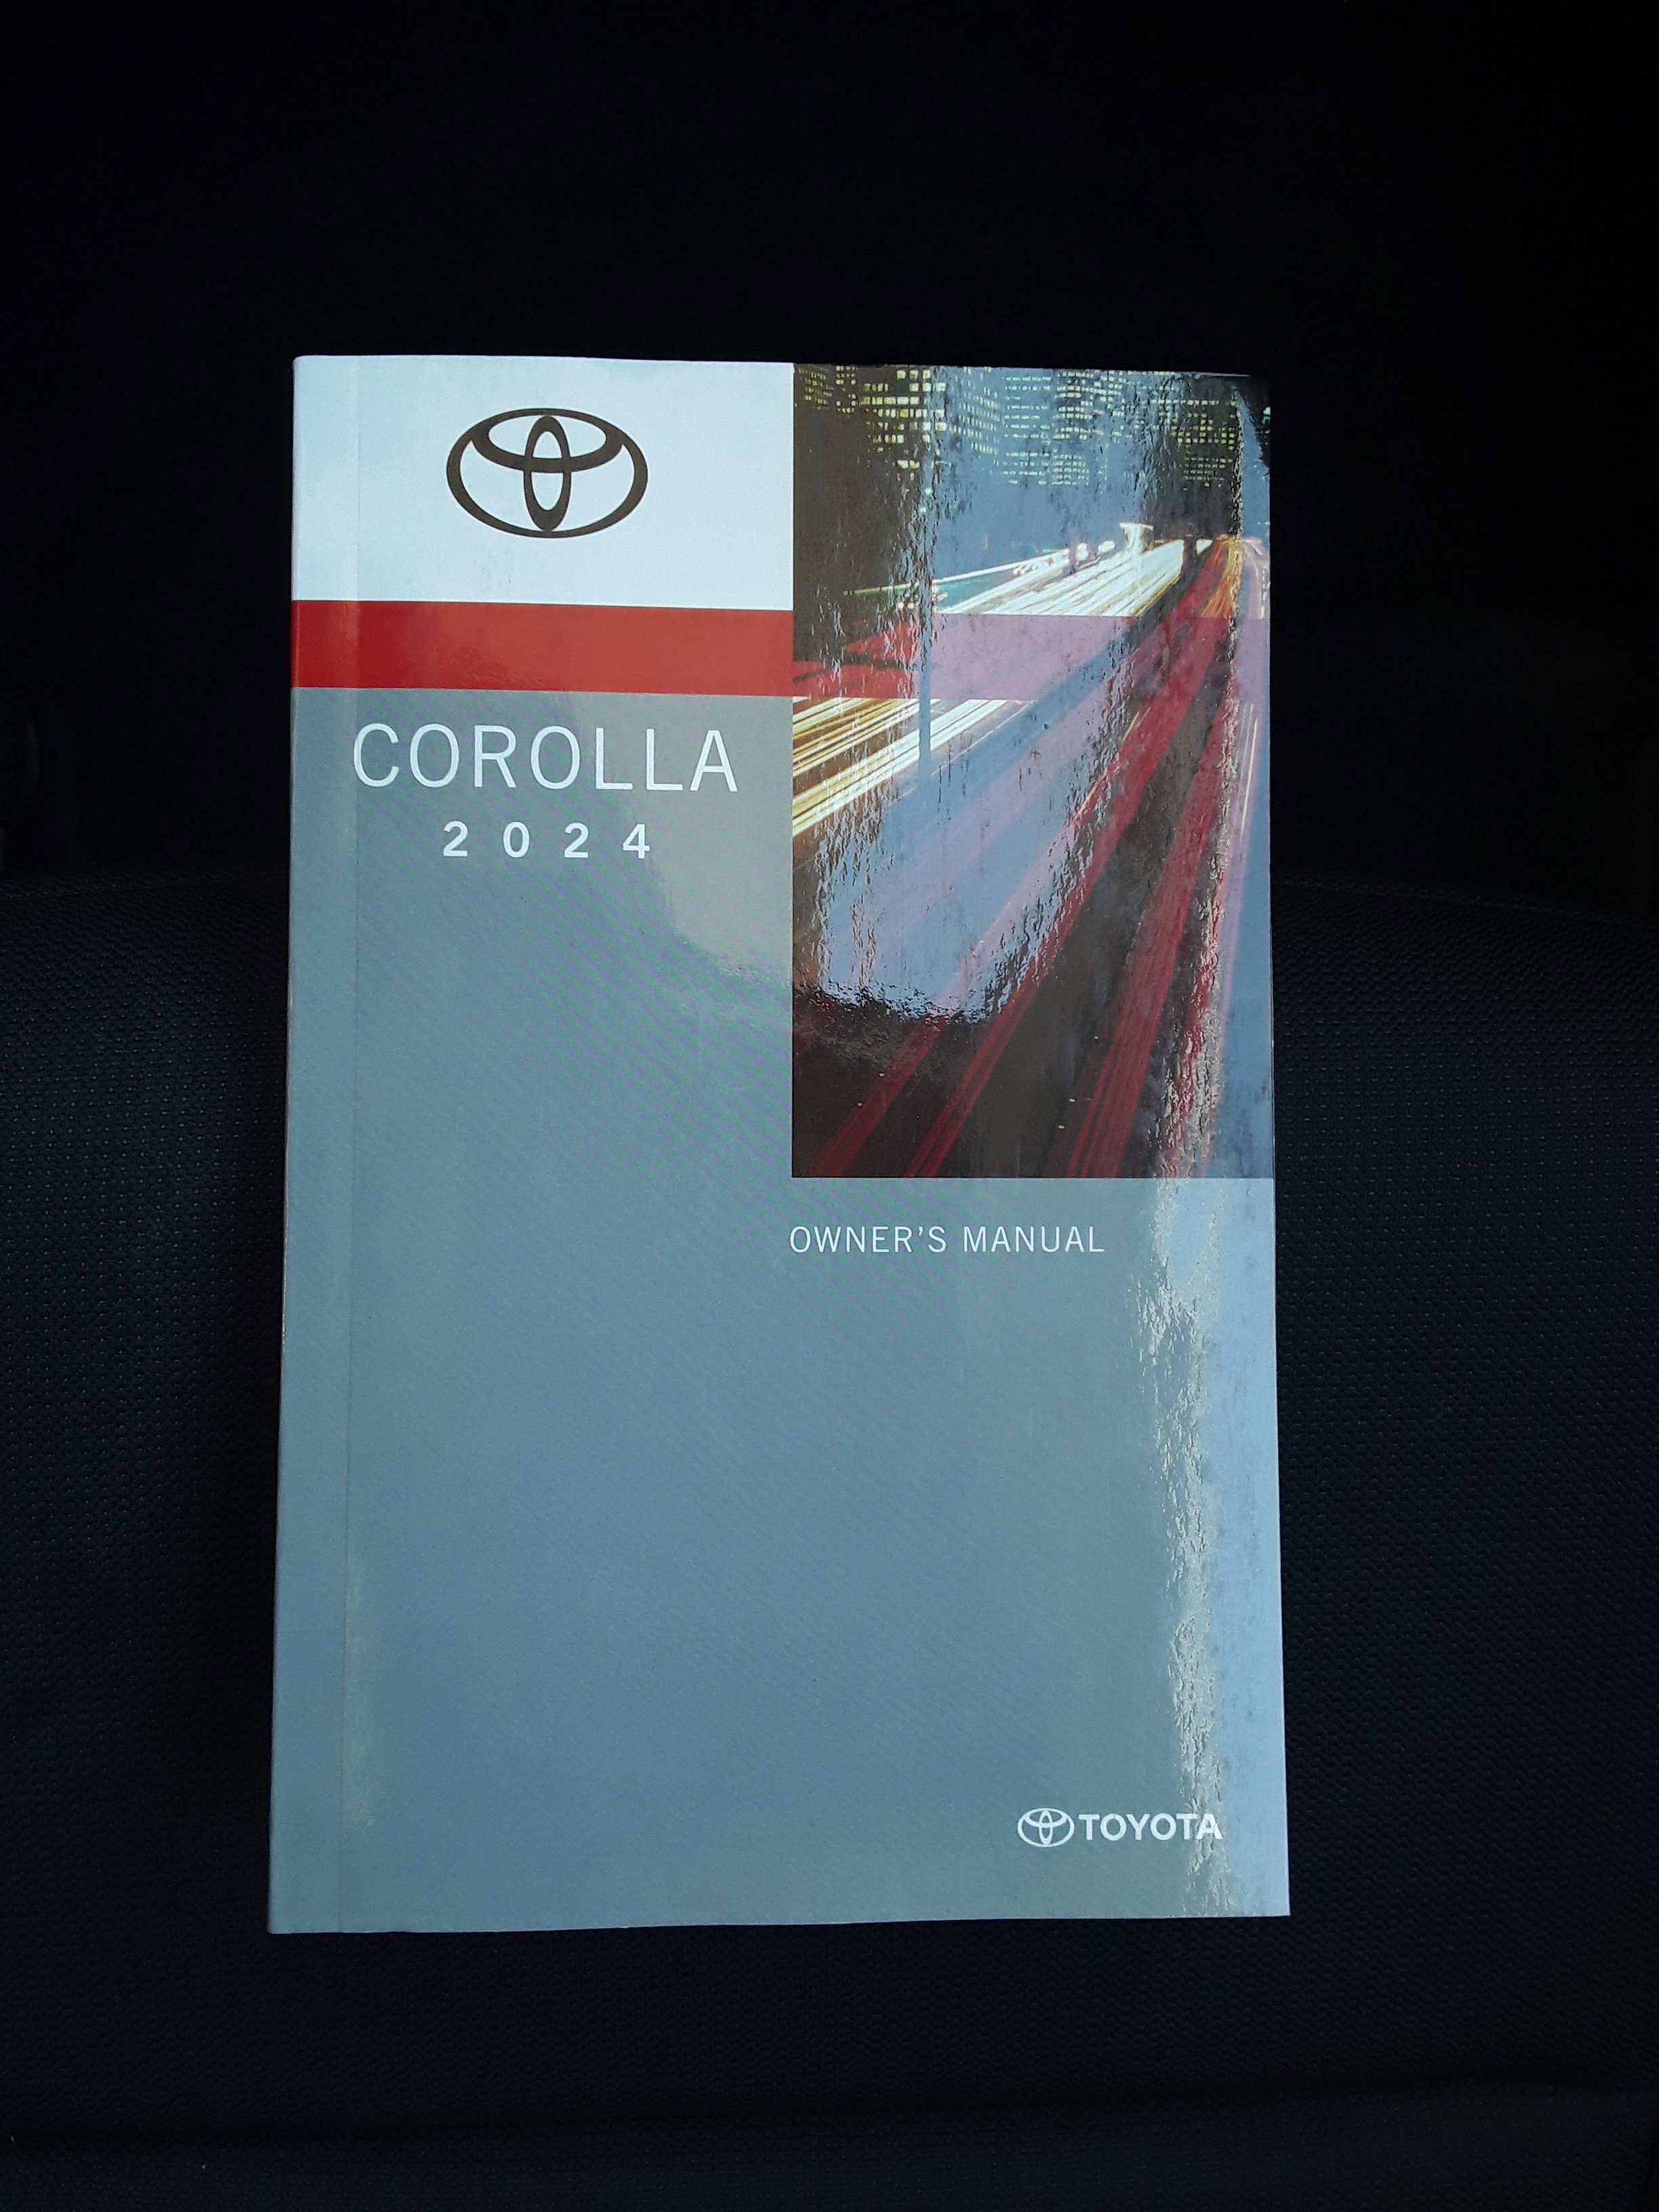 COROLLA
2024
OWNER'S MANUAL
TOYOTA